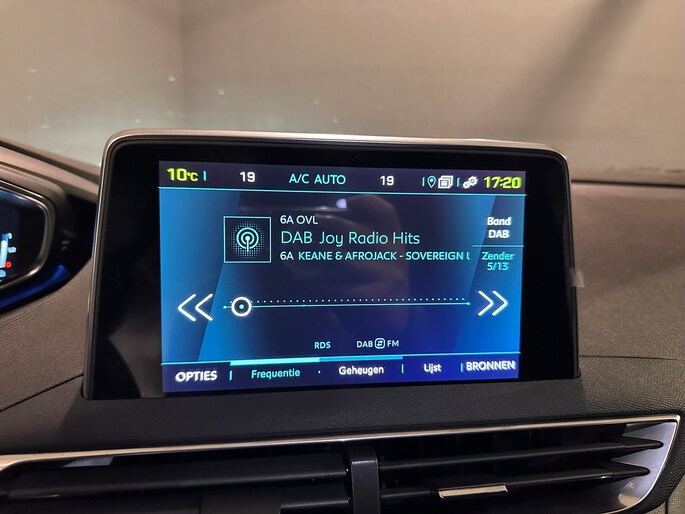 10°C 19 A/C AUTO 19 17:20
6A OVL
DAB Joy Radio Hits
6A KEANE & AFROJACK - SOVEREIGN L
Band
DAB
Zender
5/13
RDS DAB FM
OPTIES Frequentie Geheugen Lijst BRONNEN